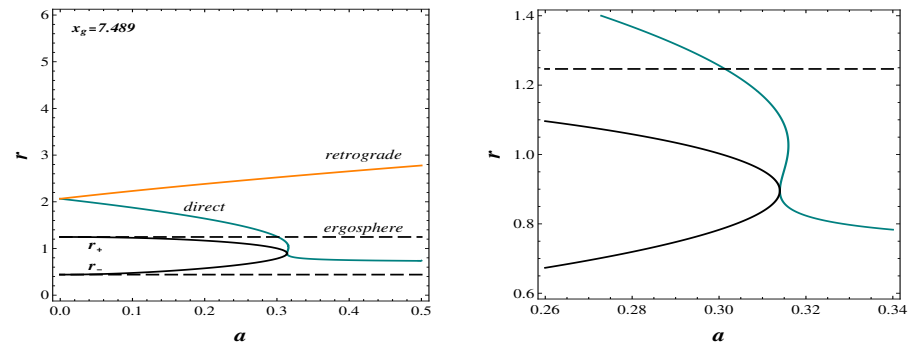 x_g=7.489
6
5
4
3
2
1
0
r
retrograde
direct
ergosphere
r_+
r_-
0.0 0.1 0.2 0.3 0.4 0.5
a
1.4
1.2
1.0
0.8
0.6
r
0.26 0.28 0.30 0.32 0.34
a